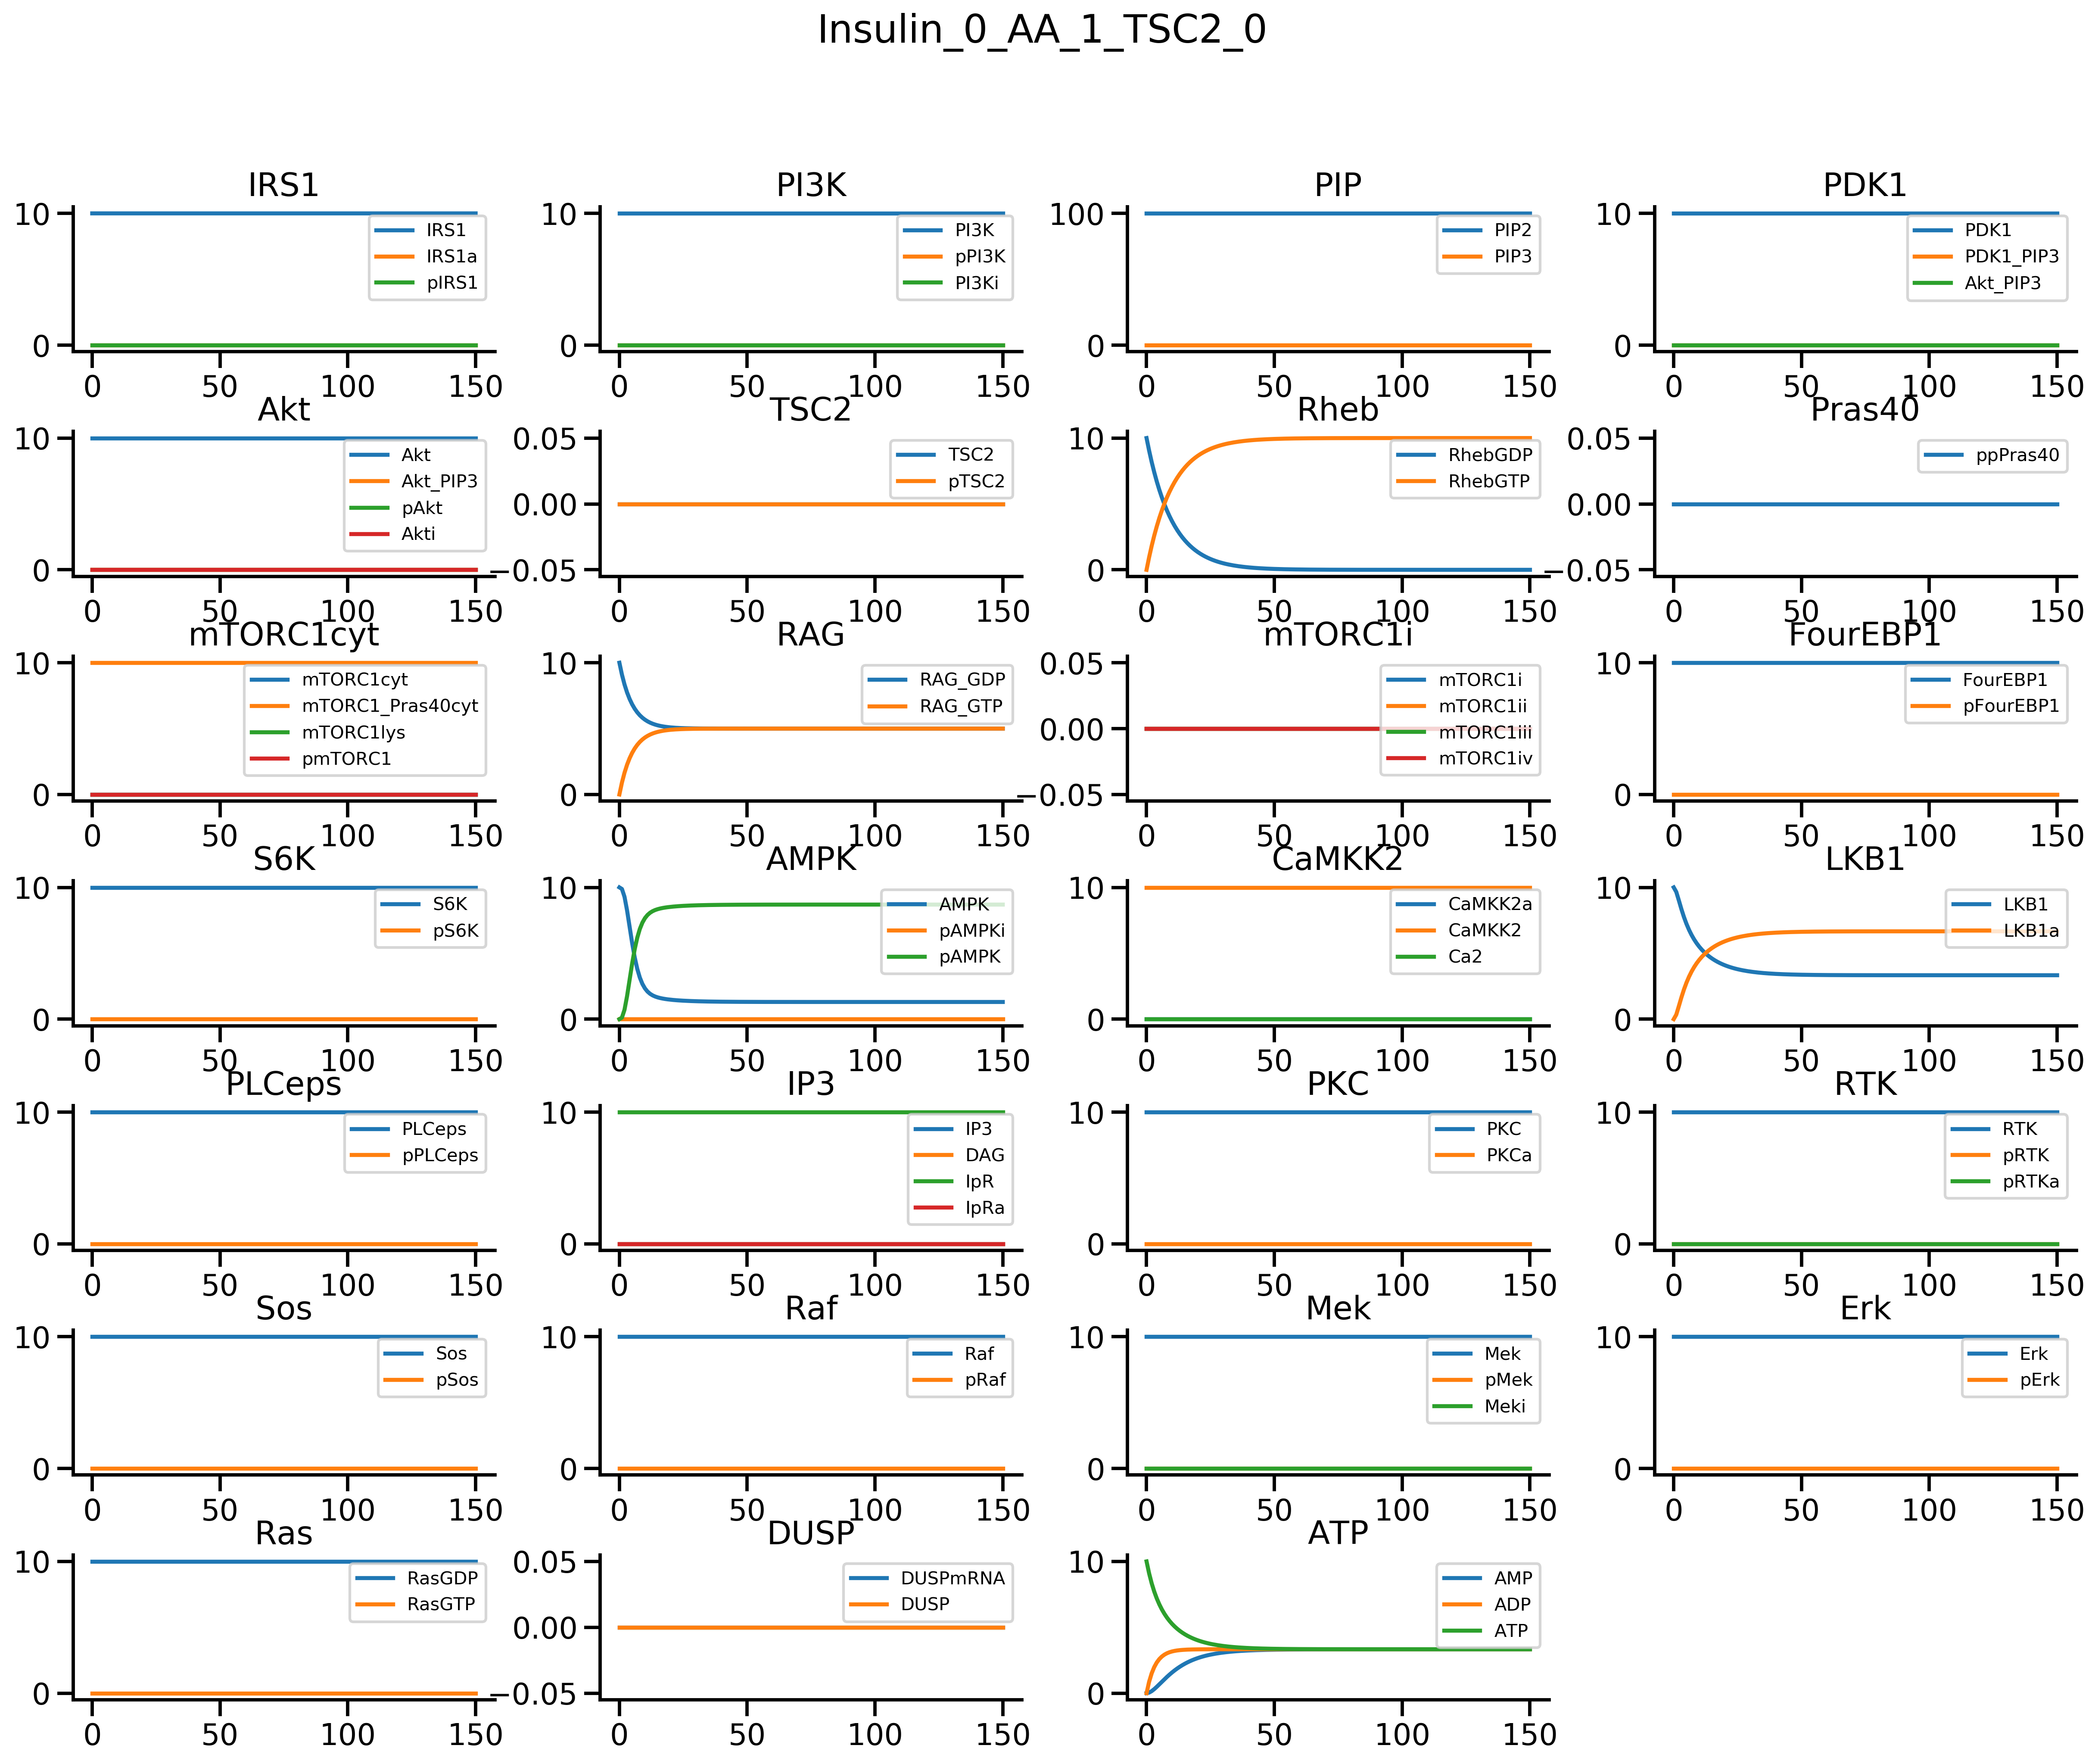 Insulin_0_AA_1_TSC2_0
IRS1
10
0
0 50 100 150
IRS1
IRS1a
pIRS1
PI3K
10
0
0 50 100 150
PI3K
pPI3K
PI3Ki
PIP
100
0
0 50 100 150
PIP2
PIP3
PDK1
10
0
0 50 100 150
PDK1
PDK1_PIP3
Akt_PIP3
Akt
10
0
0 50 100 150
Akt
Akt_PIP3
pAkt
Akti
TSC2
0.05
0.00
−0.05
0 50 100 150
TSC2
pTSC2
Rheb
10
0
0 50 100 150
RhebGDP
RhebGTP
Pras40
0.05
0.00
−0.05
0 50 100 150
ppPras40
mTORC1cyt
10
0
0 50 100 150
mTORC1cyt
mTORC1_Pras40cyt
mTORC1lys
pmTORC1
RAG
10
0
0 50 100 150
RAG_GDP
RAG_GTP
mTORC1i
0.05
0.00
−0.05
0 50 100 150
mTORC1i
mTORC1ii
mTORC1iii
mTORC1iv
FourEBP1
10
0
0 50 100 150
FourEBP1
pFourEBP1
S6K
10
0
0 50 100 150
S6K
pS6K
AMPK
10
0
0 50 100 150
AMPK
pAMPKi
pAMPK
CaMKK2
10
0
0 50 100 150
CaMKK2a
CaMKK2
Ca2
LKB1
10
0
0 50 100 150
LKB1
LKB1a
PLCeps
10
0
0 50 100 150
PLCeps
pPLCeps
IP3
10
0
0 50 100 150
IP3
DAG
IpR
IpRa
PKC
10
0
0 50 100 150
PKC
PKCa
RTK
10
0
0 50 100 150
RTK
pRTK
pRTKa
Sos
10
0
0 50 100 150
Sos
pSos
Raf
10
0
0 50 100 150
Raf
pRaf
Mek
10
0
0 50 100 150
Mek
pMek
Meki
Erk
10
0
0 50 100 150
Erk
pErk
Ras
10
0
0 50 100 150
RasGDP
RasGTP
DUSP
0.05
0.00
−0.05
0 50 100 150
DUSPmRNA
DUSP
ATP
10
0
0 50 100 150
AMP
ADP
ATP